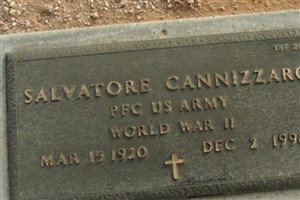 SALVATORE CANNIZZARO
PFC US ARMY
WORLD WAR II
MAR 15 1920 DEC 2